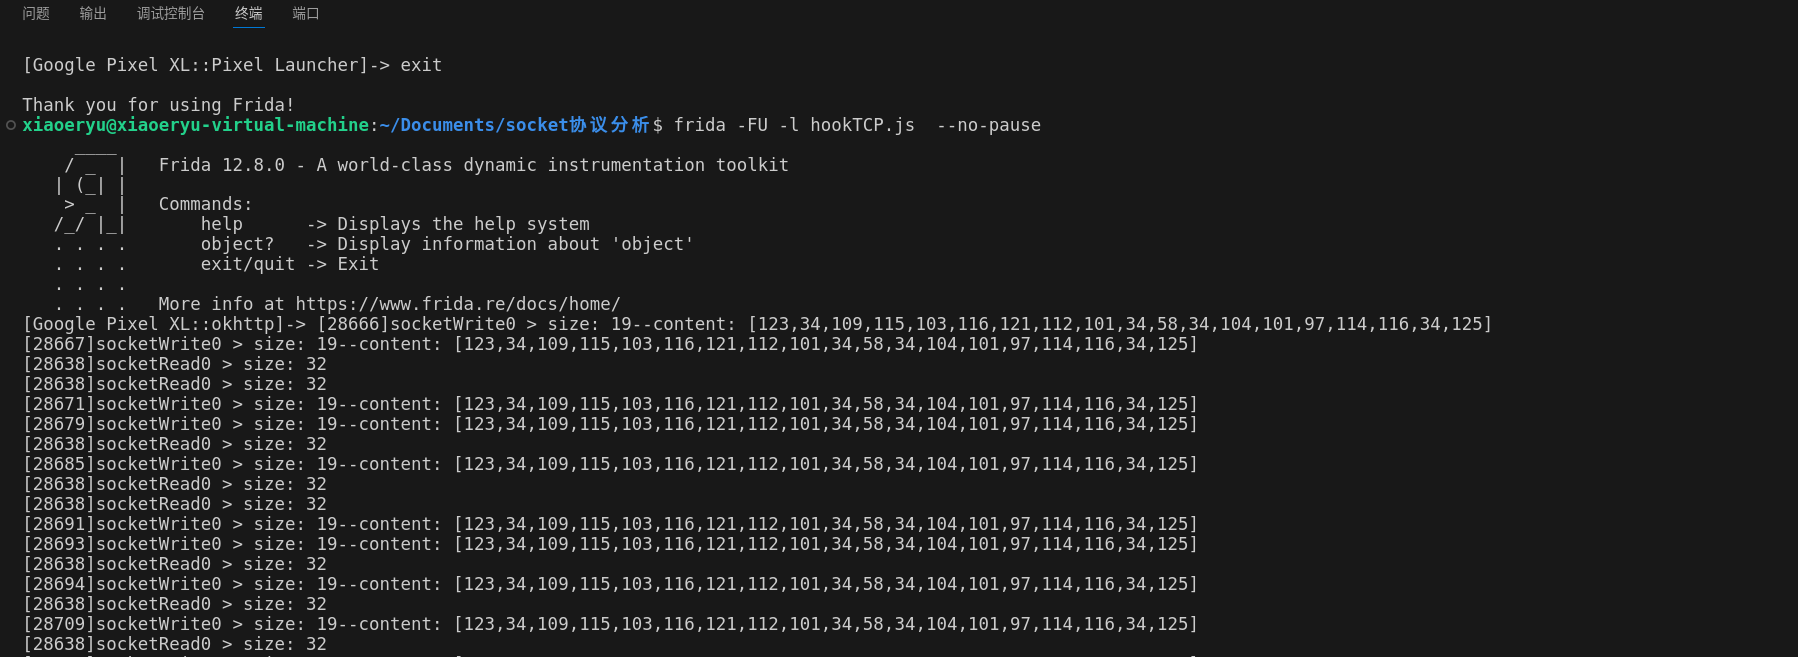 问题 输出 调试控制台 终端 端口
[Google Pixel XL::Pixel Launcher]-> exit
Thank you for using Frida!
xiaoeryu@xiaoeryu-virtual-machine:~/Documents/socket协议分析$ frida -FU -l hookTCP.js  --no-pause
     ____
    / _  |   Frida 12.8.0 - A world-class dynamic instrumentation toolkit
   | (_| |
    > _  |   Commands:
   /_/ |_|       help      -> Displays the help system
   . . . .       object?   -> Display information about 'object'
   . . . .       exit/quit -> Exit
   . . . .
   . . . .   More info at https://www.frida.re/docs/home/
[Google Pixel XL::okhttp]-> [28666]socketWrite0 > size: 19--content: [123,34,109,115,103,116,121,112,101,34,58,34,104,101,97,114,116,34,125]
[28667]socketWrite0 > size: 19--content: [123,34,109,115,103,116,121,112,101,34,58,34,104,101,97,114,116,34,125]
[28638]socketRead0 > size: 32
[28638]socketRead0 > size: 32
[28671]socketWrite0 > size: 19--content: [123,34,109,115,103,116,121,112,101,34,58,34,104,101,97,114,116,34,125]
[28679]socketWrite0 > size: 19--content: [123,34,109,115,103,116,121,112,101,34,58,34,104,101,97,114,116,34,125]
[28638]socketRead0 > size: 32
[28685]socketWrite0 > size: 19--content: [123,34,109,115,103,116,121,112,101,34,58,34,104,101,97,114,116,34,125]
[28638]socketRead0 > size: 32
[28638]socketRead0 > size: 32
[28691]socketWrite0 > size: 19--content: [123,34,109,115,103,116,121,112,101,34,58,34,104,101,97,114,116,34,125]
[28693]socketWrite0 > size: 19--content: [123,34,109,115,103,116,121,112,101,34,58,34,104,101,97,114,116,34,125]
[28638]socketRead0 > size: 32
[28694]socketWrite0 > size: 19--content: [123,34,109,115,103,116,121,112,101,34,58,34,104,101,97,114,116,34,125]
[28638]socketRead0 > size: 32
[28709]socketWrite0 > size: 19--content: [123,34,109,115,103,116,121,112,101,34,58,34,104,101,97,114,116,34,125]
[28638]socketRead0 > size: 32